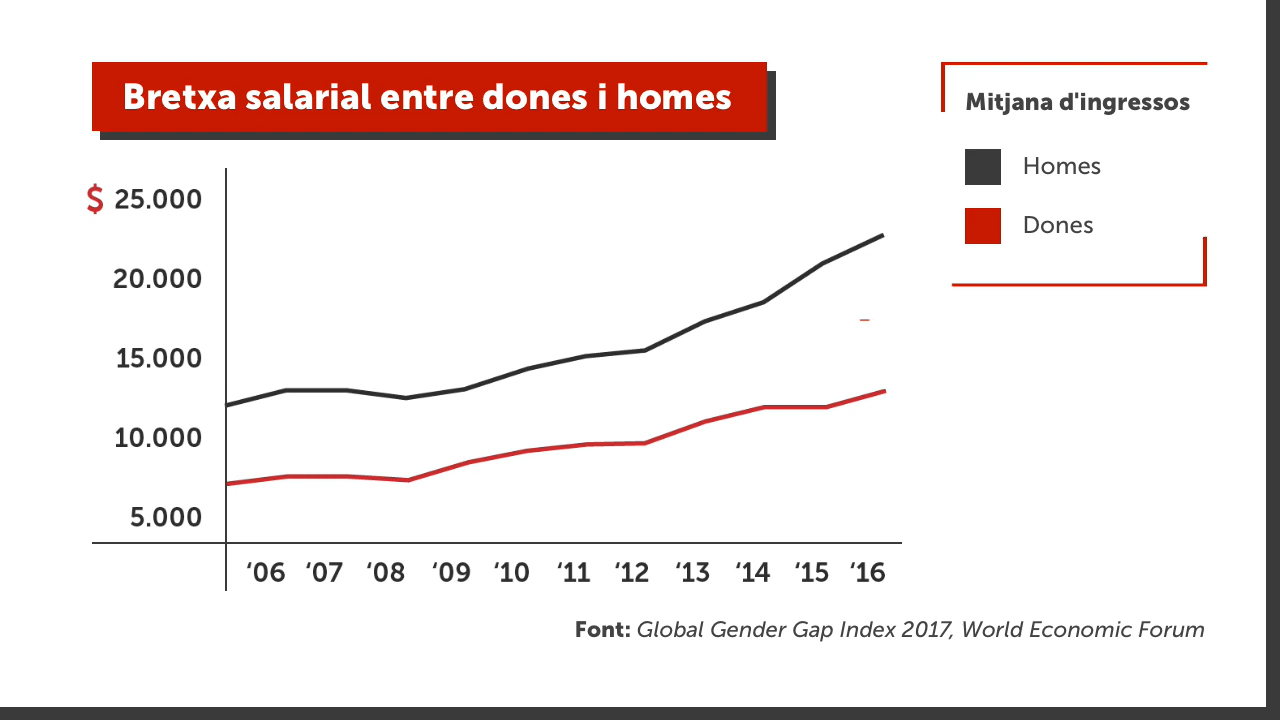 Bretxa salarial entre dones i homes
Mitjana d'ingressos
Homes
Dones
$ 25.000
20.000
15.000
10.000
5.000
‘06 ‘07 ‘08 ‘09 ‘10 ‘11 ‘12 ‘13 ‘14 ‘15 ‘16
Font: Global Gender Gap Index 2017, World Economic Forum